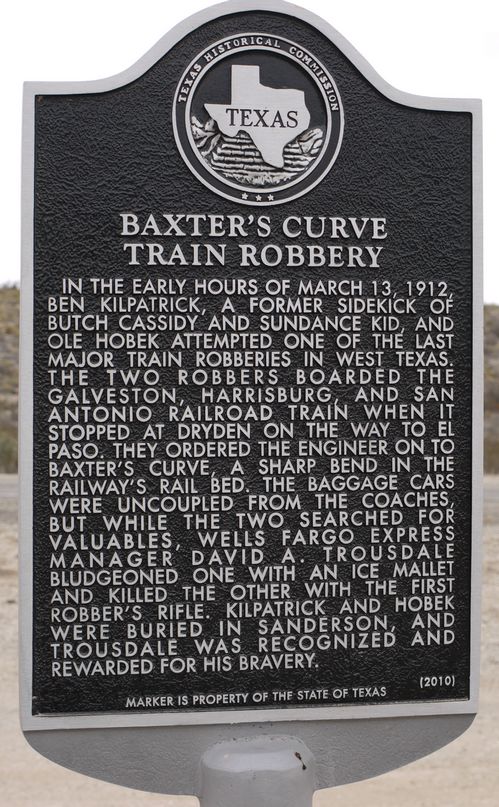 TEXAS HISTORICAL COMMISSION
TEXAS
BAXTER'S CURVE
TRAIN ROBBERY
IN THE EARLY HOURS OF MARCH 13, 1912,
BEN KILPATRICK, A FORMER SIDEKICK OF
BUTCH CASSIDY AND SUNDANCE KID, AND
OLE HOBEK ATTEMPTED ONE OF THE LAST
MAJOR TRAIN ROBBERIES IN WEST TEXAS.
THE TWO ROBBERS BOARDED THE
GALVESTON, HARRISBURG, AND SAN
ANTONIO RAILROAD TRAIN WHEN IT
STOPPED AT DRYDEN ON THE WAY TO EL
PASO. THEY ORDERED THE ENGINEER ON TO
BAXTER'S CURVE, A SHARP BEND IN THE
RAILWAY'S RAIL BED. THE BAGGAGE CARS
WERE UNCOUPLED FROM THE COACHES,
BUT WHILE THE TWO SEARCHED FOR
VALUABLES, WELLS FARGO EXPRESS
MANAGER DAVID A. TROUSDALE
BLUDGEONED ONE WITH AN ICE MALLET
AND KILLED THE OTHER WITH THE FIRST
ROBBER'S RIFLE. KILPATRICK AND HOBEK
WERE BURIED IN SANDERSON, AND
TROUSDALE WAS RECOGNIZED AND
REWARDED FOR HIS BRAVERY.
(2010)
MARKER IS PROPERTY OF THE STATE OF TEXAS